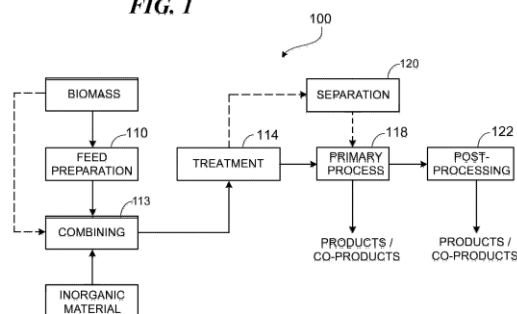 FIG. 1
100
BIOMASS
110
FEED
PREPARATION
113
COMBINING
INORGANIC
MATERIAL
114
TREATMENT
120
SEPARATION
118
PRIMARY
PROCESS
122
POST-
PROCESSING
PRODUCTS /
CO-PRODUCTS
PRODUCTS /
CO-PRODUCTS